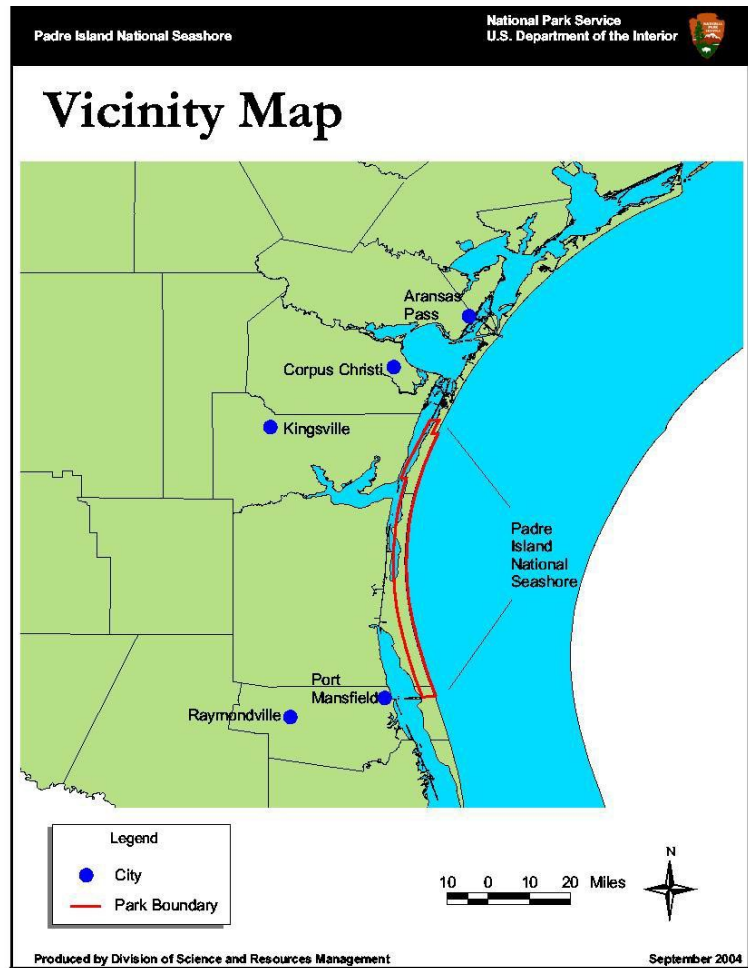 Padre Island National Seashore
National Park Service
U.S. Department of the Interior
Vicinity Map
Aransas
Pass
Corpus Christi
Kingsville
Padre
Island
National
Seashore
Port
Mansfield
Raymondville
Legend
City
Park Boundary
10 0 10 20 Miles
N
Produced by Division of Science and Resources Management
September 2004